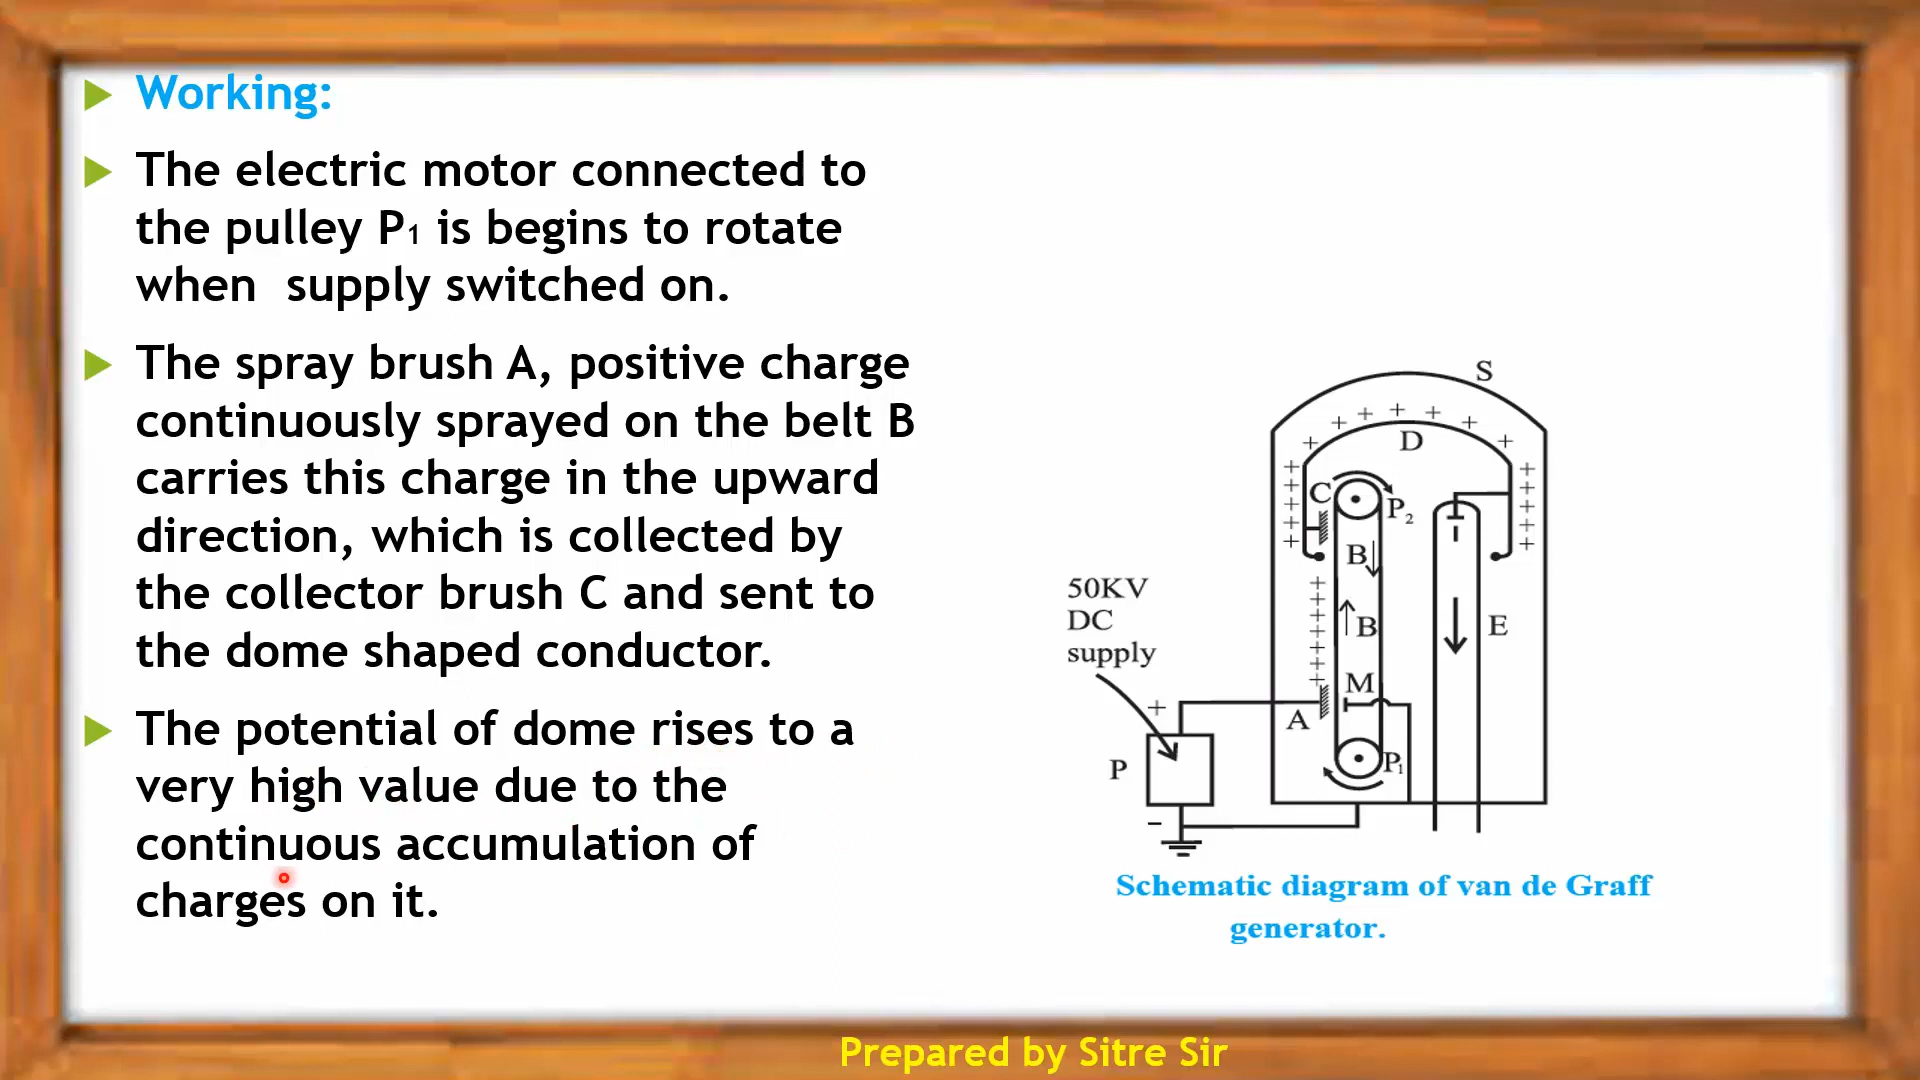 Working:
The electric motor connected to
the pulley P₁ is begins to rotate
when supply switched on.
The spray brush A, positive charge
continuously sprayed on the belt B
carries this charge in the upward
direction, which is collected by
the collector brush C and sent to
the dome shaped conductor.
The potential of dome rises to a
very high value due to the
continuous accumulation of
charges on it.
S
+ + + + + + +
D
C
P₂
+ + + + +
+ + + + +
B
50KV
DC
supply
+ + + + + + +
B
E
M
+
A
P
P₁
−
Schematic diagram of van de Graff
generator.
Prepared by Sitre Sir